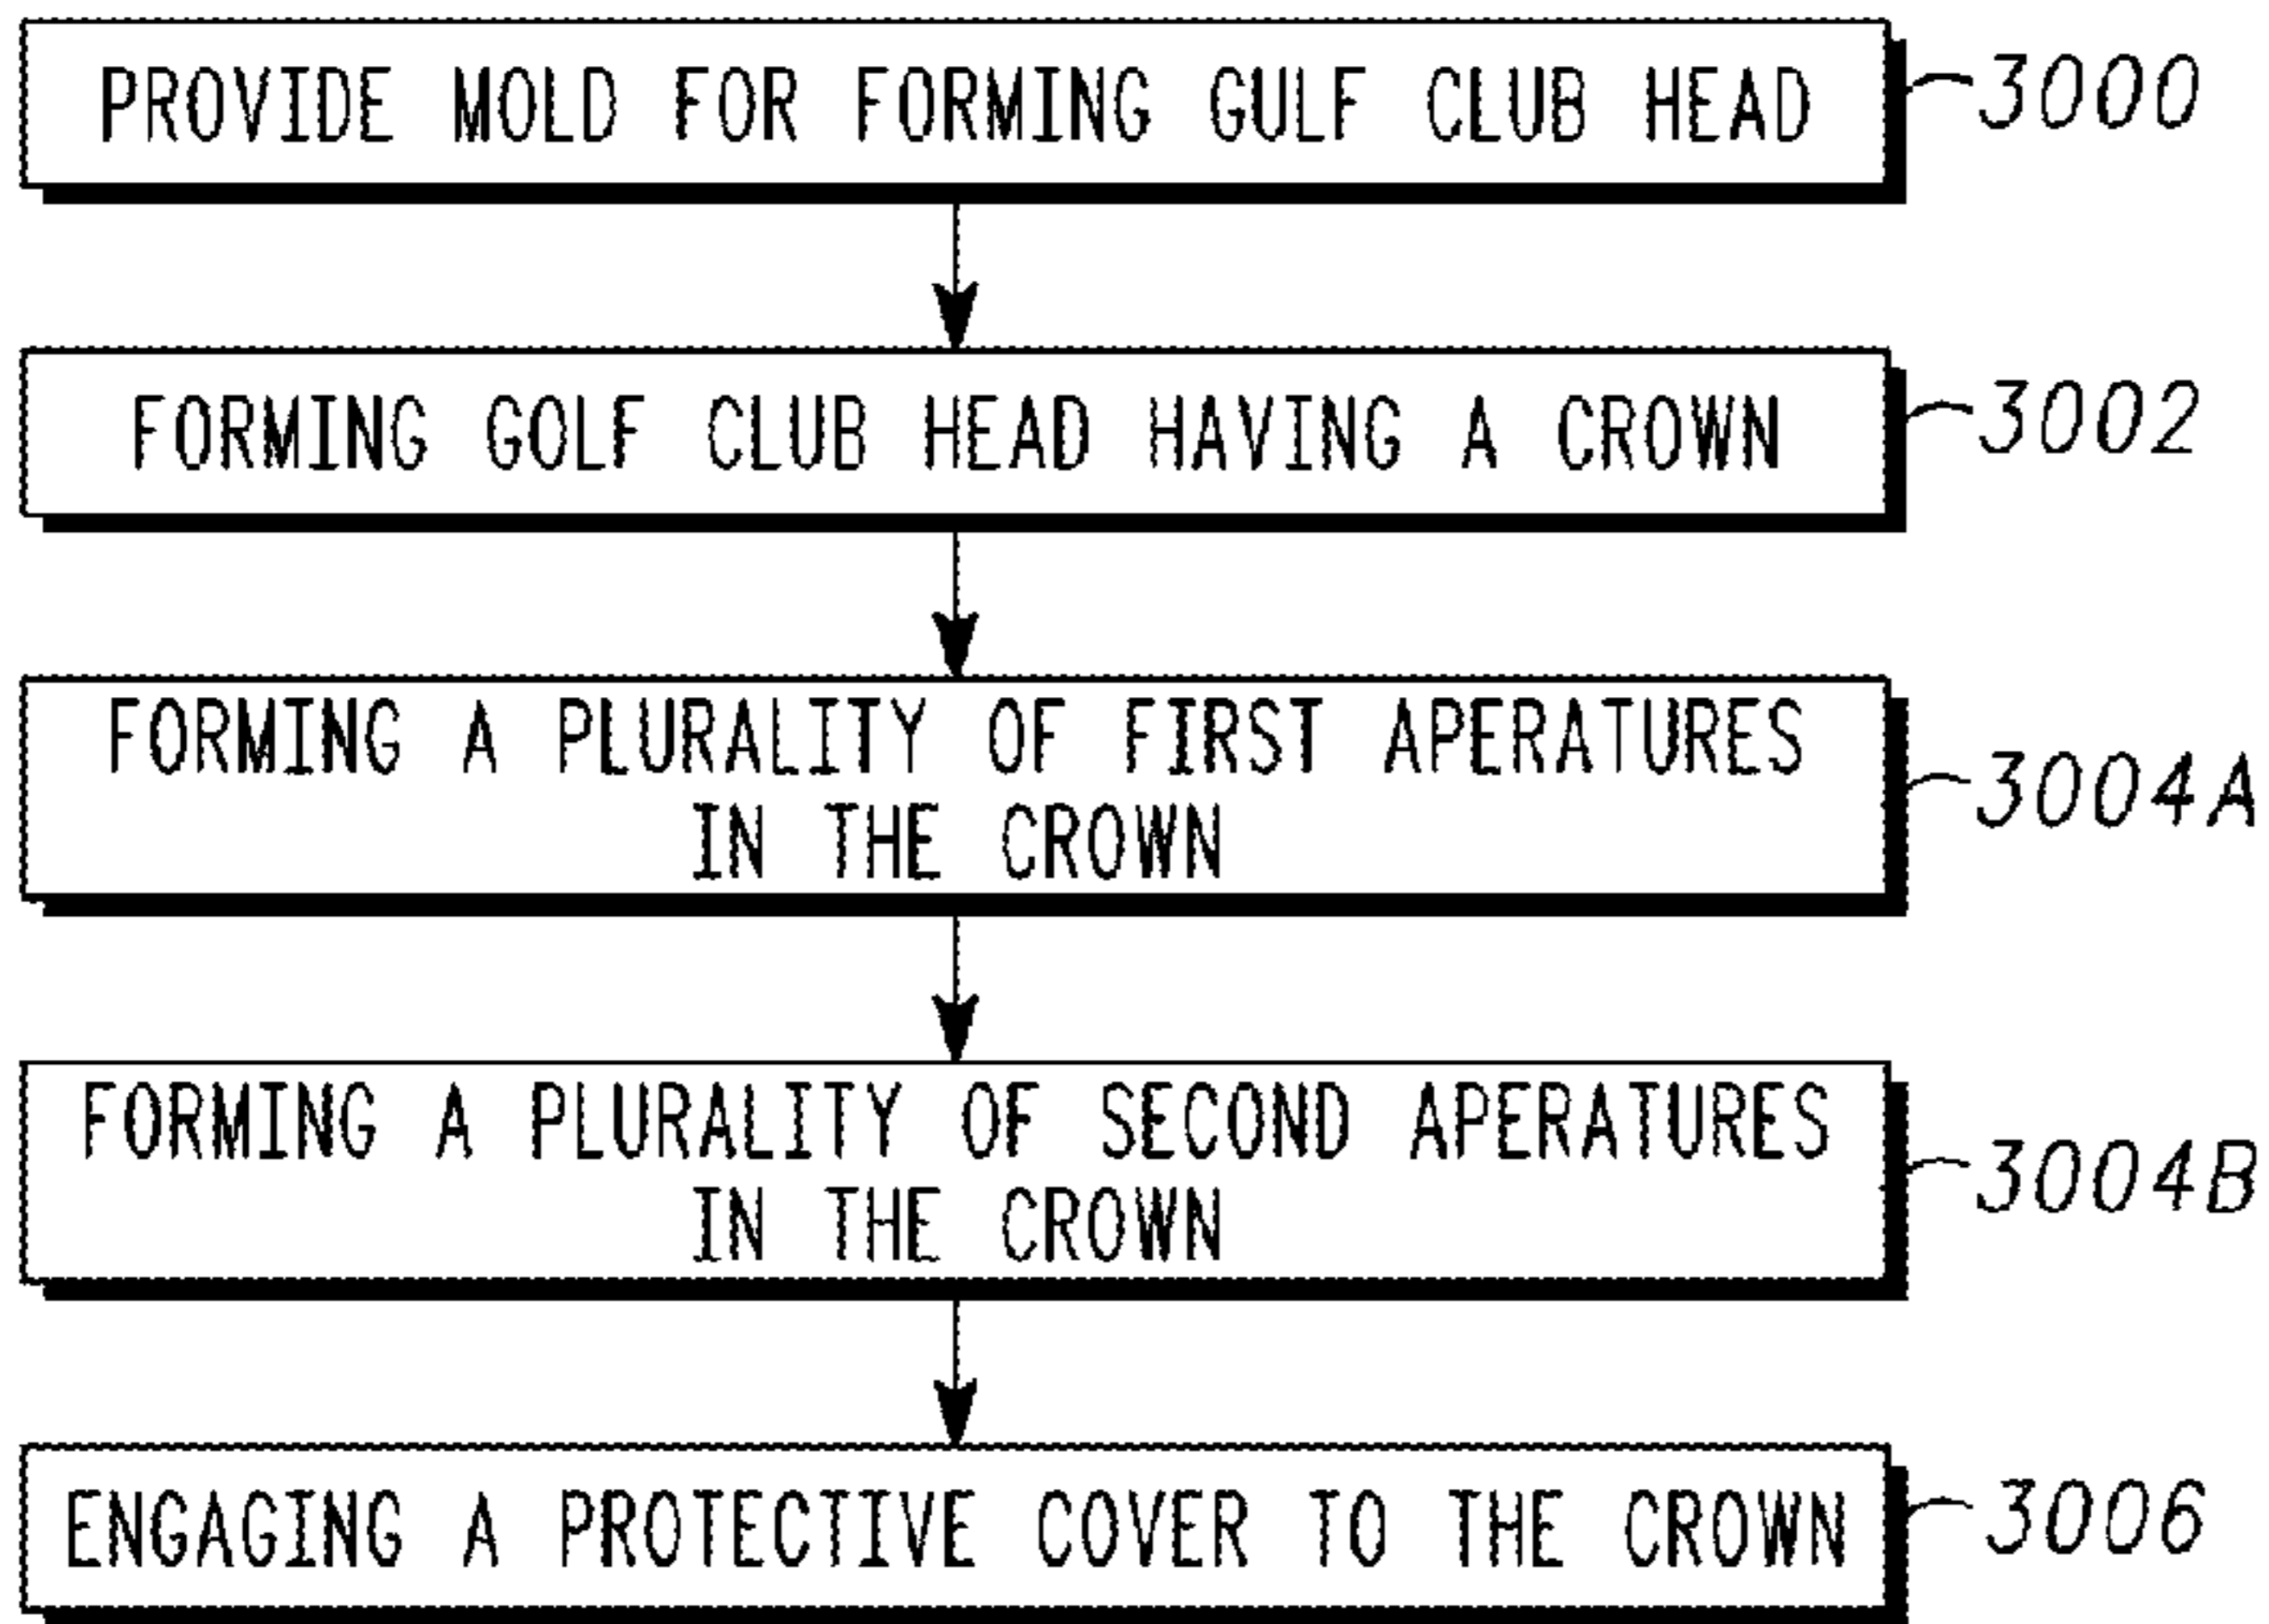 PROVIDE MOLD FOR FORMING GULF CLUB HEAD
3000
FORMING GOLF CLUB HEAD HAVING A CROWN
3002
FORMING A PLURALITY OF FIRST APERATURES
IN THE CROWN
3004A
FORMING A PLURALITY OF SECOND APERATURES
IN THE CROWN
3004B
ENGAGING A PROTECTIVE COVER TO THE CROWN
3006